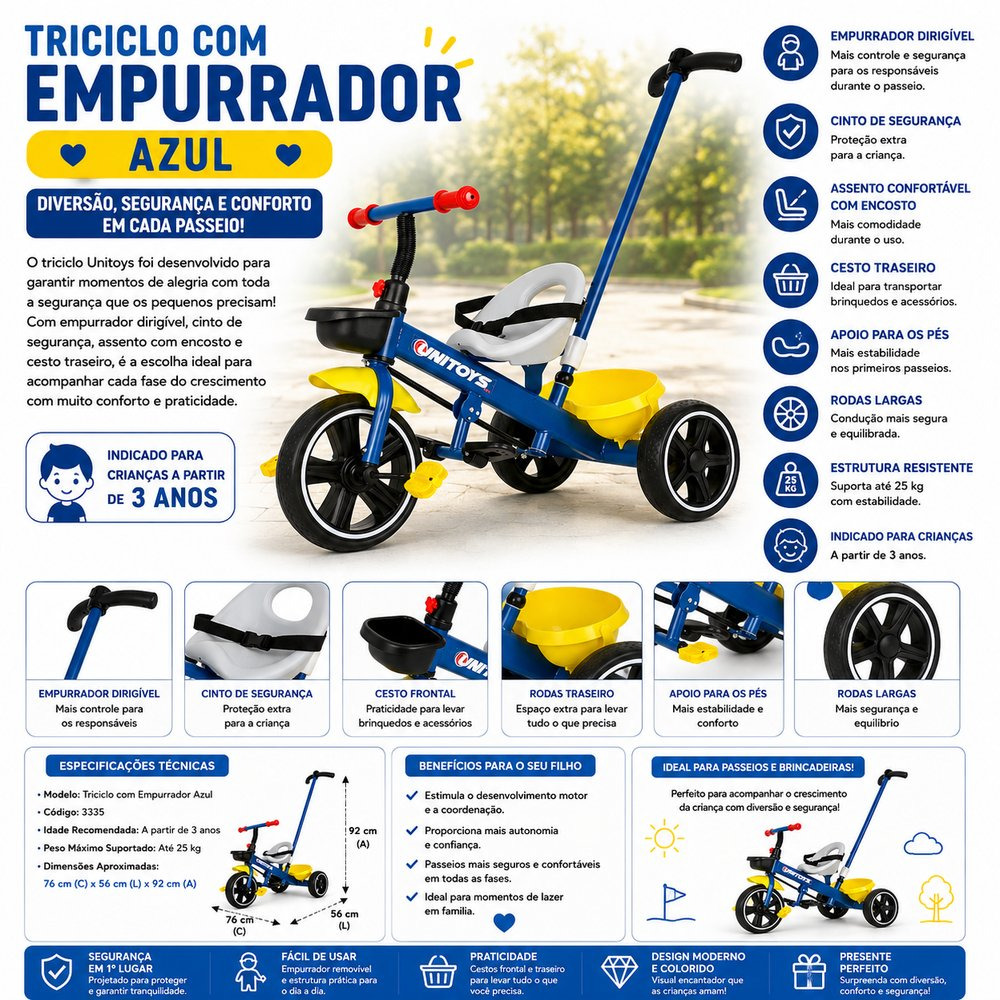 TRICICLO COM
EMPURRADOR
AZUL
DIVERSÃO, SEGURANÇA E CONFORTO
EM CADA PASSEIO!
O triciclo Unitoys foi desenvolvido para
garantir momentos de alegria com toda
a segurança que os pequenos precisam!
Com empurrador dirigível, cinto de
segurança, assento com encosto e
cesto traseiro, é a escolha ideal para
acompanhar cada fase do crescimento
com muito conforto e praticidade.
INDICADO PARA
CRIANÇAS A PARTIR
DE 3 ANOS
UNITOYS
EMPURRADOR DIRIGÍVEL
Mais controle e segurança
para os responsáveis
durante o passeio.
CINTO DE SEGURANÇA
Proteção extra
para a criança.
ASSENTO CONFORTÁVEL
COM ENCOSTO
Mais comodidade
durante o uso.
CESTO TRASEIRO
Ideal para transportar
brinquedos e acessórios.
APOIO PARA OS PÉS
Mais estabilidade
nos primeiros passeios.
RODAS LARGAS
Condução mais segura
e equilibrada.
25
KG
ESTRUTURA RESISTENTE
Suporta até 25 kg
com estabilidade.
INDICADO PARA CRIANÇAS
A partir de 3 anos.
EMPURRADOR DIRIGÍVEL
Mais controle para
os responsáveis
CINTO DE SEGURANÇA
Proteção extra
para a criança
UNI
CESTO FRONTAL
Praticidade para levar
brinquedos e acessórios
RODAS TRASEIRO
Espaço extra para levar
tudo o que precisa
APOIO PARA OS PÉS
Mais estabilidade e
conforto
RODAS LARGAS
Mais segurança e
equilibrio
ESPECIFICAÇÕES TÉCNICAS
• Modelo: Triciclo com Empurrador Azul
• Código: 3335
• Idade Recomendada: A partir de 3 anos
• Peso Máximo Suportado: Até 25 kg
• Dimensões Aproximadas:
76 cm (C) x 56 cm (L) x 92 cm (A)
92 cm
(A)
76 cm
(C)
56 cm
(L)
BENEFÍCIOS PARA O SEU FILHO
Estimula o desenvolvimento motor
e a coordenação.
Proporciona mais autonomia
e confiança.
Passeios mais seguros e confortáveis
em todas as fases.
Ideal para momentos de lazer
em família.
IDEAL PARA PASSEIOS E BRINCADEIRAS!
Perfeito para acompanhar o crescimento
da criança com diversão e segurança!
UNITOYS
SEGURANÇA
EM 1º LUGAR
Projetado para proteger
e garantir tranquilidade.
FÁCIL DE USAR
Empurrador removível
e estrutura prática para
o dia a dia.
PRATICIDADE
Cestos frontal e traseiro
para levar tudo o que
você precisa.
DESIGN MODERNO
E COLORIDO
Visual encantador que
as crianças amam!
PRESENTE
PERFEITO
Surpreenda com diversão,
conforto e segurança!